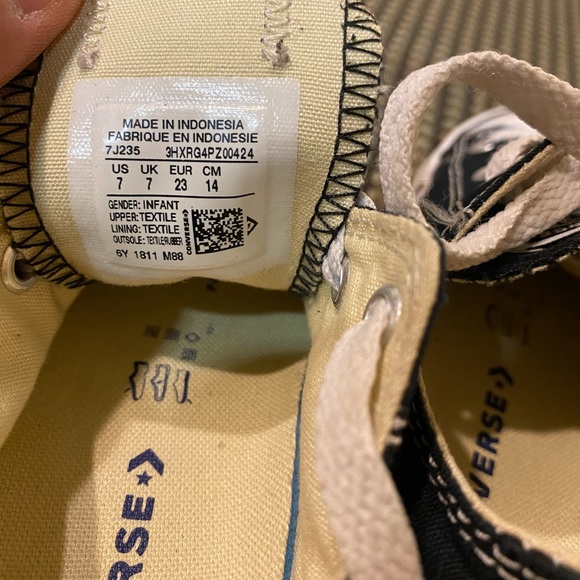 MADE IN INDONESIA
FABRIQUE EN INDONESIE
7J235 3HXRG4PZ00424
US UK EUR CM
7 7 23 14
GENDER: INFANT
UPPER: TEXTILE
LINING: TEXTILE
OUTSOLE: TEXTILE/RUBBER
CONVERSE
6Y 1811 M88
ERSE
VERSE